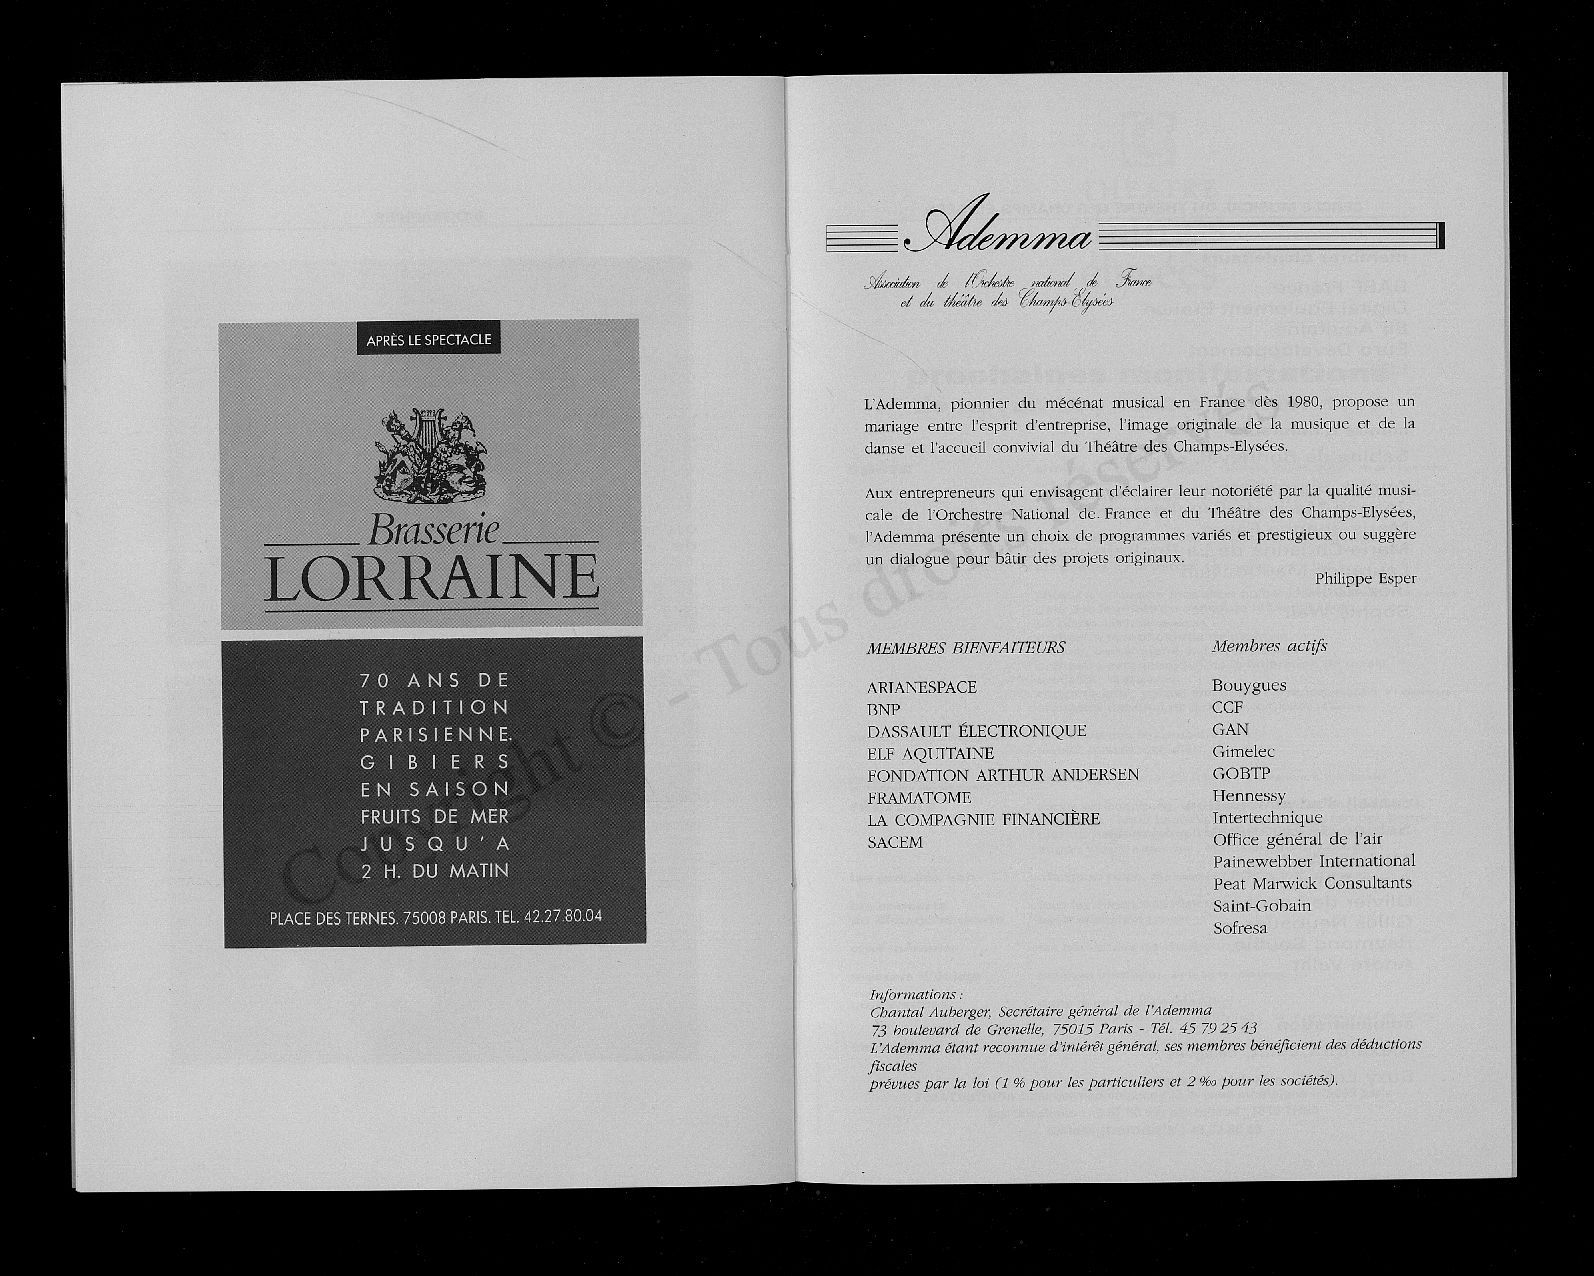 APRÈS LE SPECTACLE
Brasserie
LORRAINE
70 ANS DE
TRADITION
PARISIENNE.
GIBIERS
EN SAISON
FRUITS DE MER
JUSQU'A
2 H. DU MATIN
PLACE DES TERNES. 75008 PARIS. TEL. 42.27.80.04
Ademma
Association de l'Orchestre national de France
et du théâtre des Champs-Elysées
L'Ademma, pionnier du mécénat musical en France dès 1980, propose un
mariage entre l'esprit d'entreprise, l'image originale de la musique et de la
danse et l'accueil convivial du Théâtre des Champs-Elysées.
Aux entrepreneurs qui envisagent d'éclairer leur notoriété par la qualité musi-
cale de l'Orchestre National de France et du Théâtre des Champs-Elysées,
l'Ademma présente un choix de programmes variés et prestigieux ou suggère
un dialogue pour bâtir des projets originaux.
Philippe Esper
MEMBRES BIENFAITEURS
ARIANESPACE
BNP
DASSAULT ÉLECTRONIQUE
ELF AQUITAINE
FONDATION ARTHUR ANDERSEN
FRAMATOME
LA COMPAGNIE FINANCIÈRE
SACEM
Membres actifs
Bouygues
CCF
GAN
Gimelec
GOBTP
Hennessy
Intertechnique
Office général de l'air
Painewebber International
Peat Marwick Consultants
Saint-Gobain
Sofresa
Informations :
Chantal Auberger, Secrétaire général de l'Ademma
73 boulevard de Grenelle, 75015 Paris - Tél. 45 79 25 43
L'Ademma étant reconnue d'intérêt général, ses membres bénéficient des déductions
fiscales
prévues par la loi (1 % pour les particuliers et 2 ‰ pour les sociétés).
Copyright © - Tous droits réservés